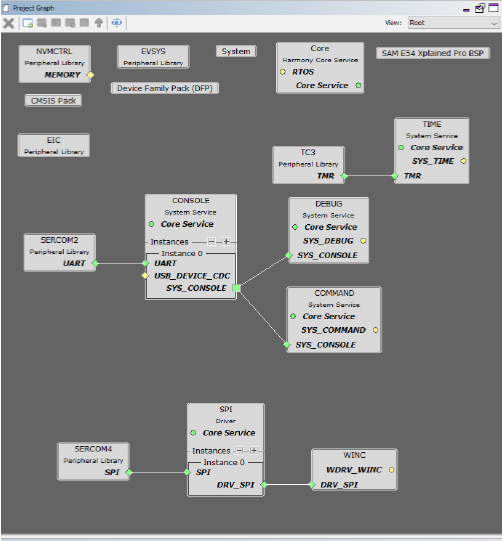 Project Graph
View: Root
NVMCTRL
Peripheral Library
MEMORY
EVSYS
Peripheral Library
System
Core
Harmony Core Service
RTOS
Core Service
SAM E54 Xplained Pro BSP
CMSIS Pack
Device Family Pack (DFP)
EIC
Peripheral Library
TC3
Peripheral Library
TMR
TIME
System Service
Core Service
SYS_TIME
TMR
CONSOLE
System Service
Core Service
Instances
Instance 0
UART
USB_DEVICE_CDC
SYS_CONSOLE
SERCOM2
Peripheral Library
UART
DEBUG
System Service
Core Service
SYS_DEBUG
SYS_CONSOLE
COMMAND
System Service
Core Service
SYS_COMMAND
SYS_CONSOLE
SPI
Driver
Core Service
Instances
Instance 0
SPI
DRV_SPI
SERCOM4
Peripheral Library
SPI
WINC
WDRV_WINC
DRV_SPI